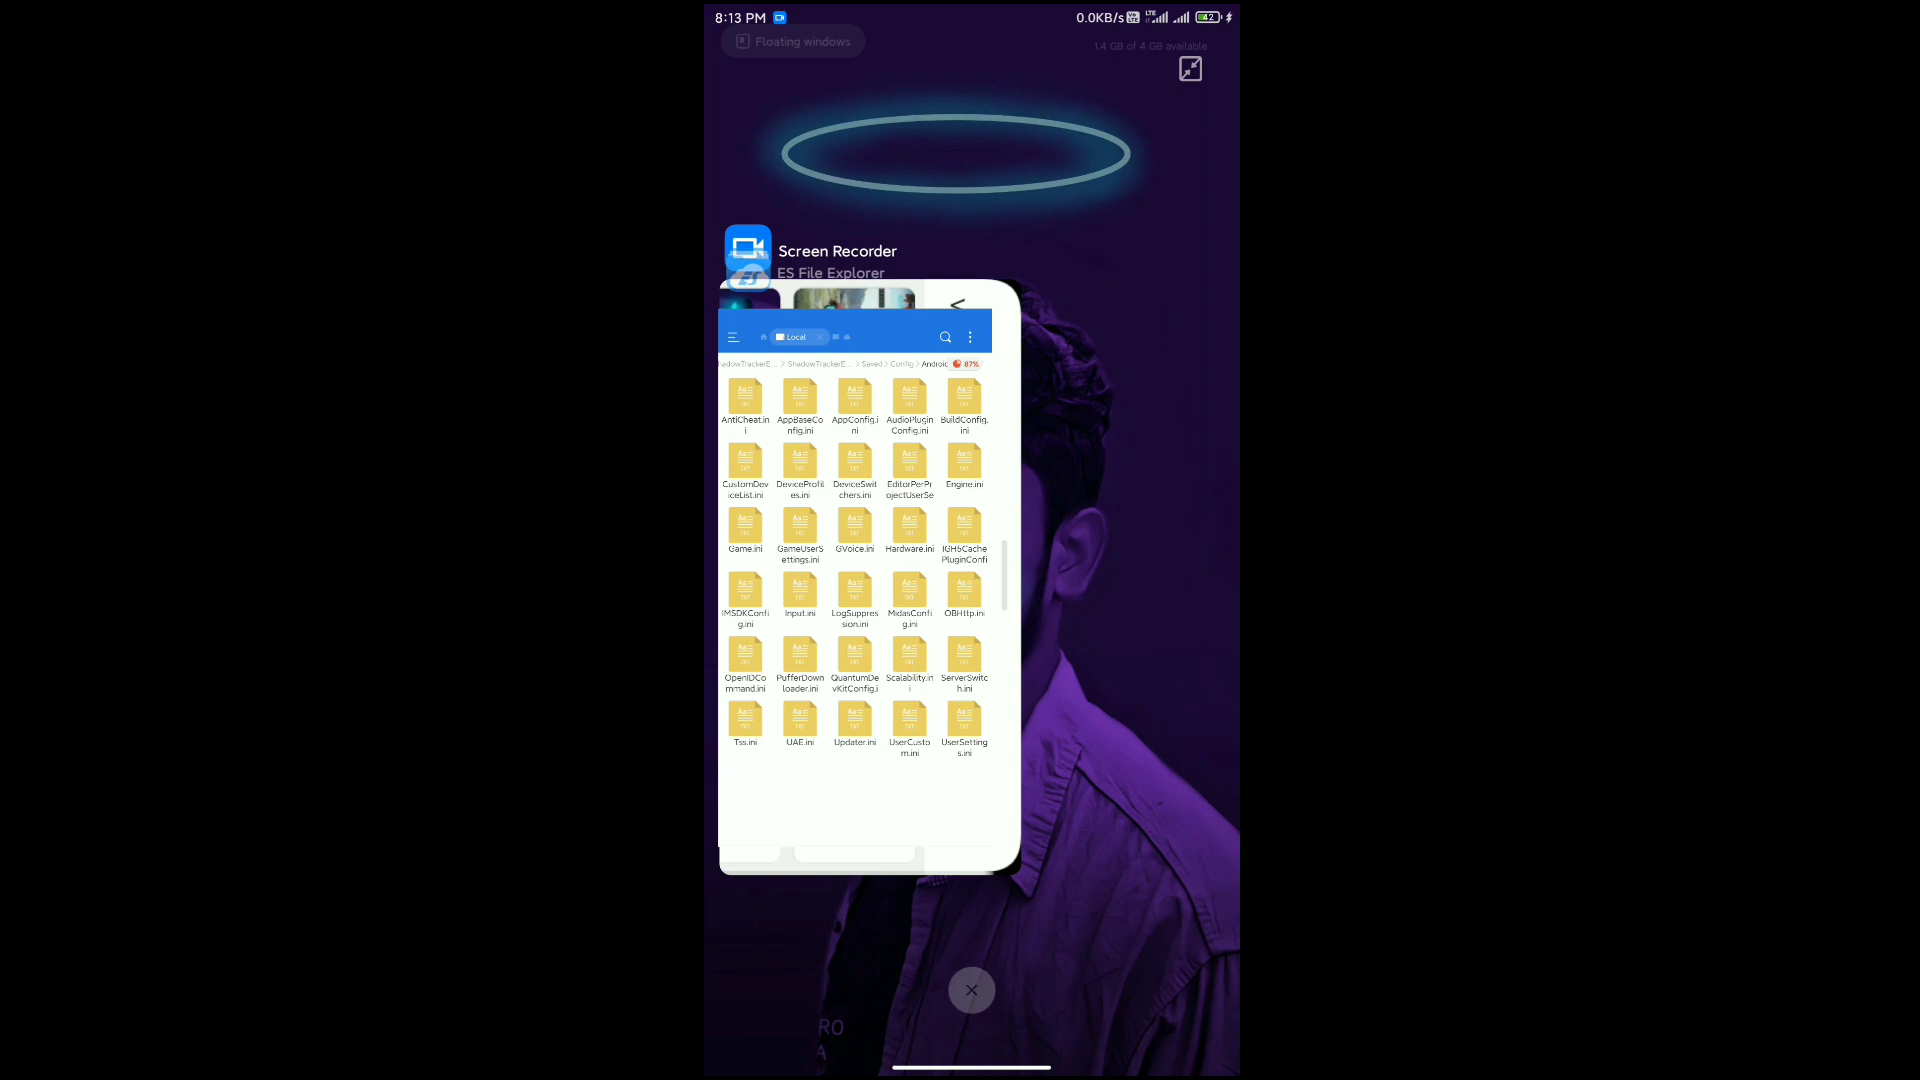 8:13 PM
0.0KB/s
42
Floating windows
1.4 GB of 4 GB available
Screen Recorder
ES File Explorer
Local
hadowTrackerE... > ShadowTrackerE... > Saved > Config > Android
87%
AntiCheat.in
i
AppBaseCo
nfig.ini
AppConfig.i
ni
AudioPlugin
Config.ini
BuildConfig.
ini
CustomDev
iceList.ini
DeviceProfil
es.ini
DeviceSwit
chers.ini
EditorPerPr
ojectUserSe
Engine.ini
Game.ini
GameUserS
ettings.ini
GVoice.ini
Hardware.ini
IGH5Cache
PluginConfi
IMSDKConfi
g.ini
Input.ini
LogSuppres
sion.ini
MidasConfi
g.ini
OBHttp.ini
OpenIDCo
mmand.ini
PufferDown
loader.ini
QuantumDe
vKitConfig.i
Scalability.in
i
ServerSwitc
h.ini
Tss.ini
UAE.ini
Updater.ini
UserCusto
m.ini
UserSetting
s.ini
RO
A